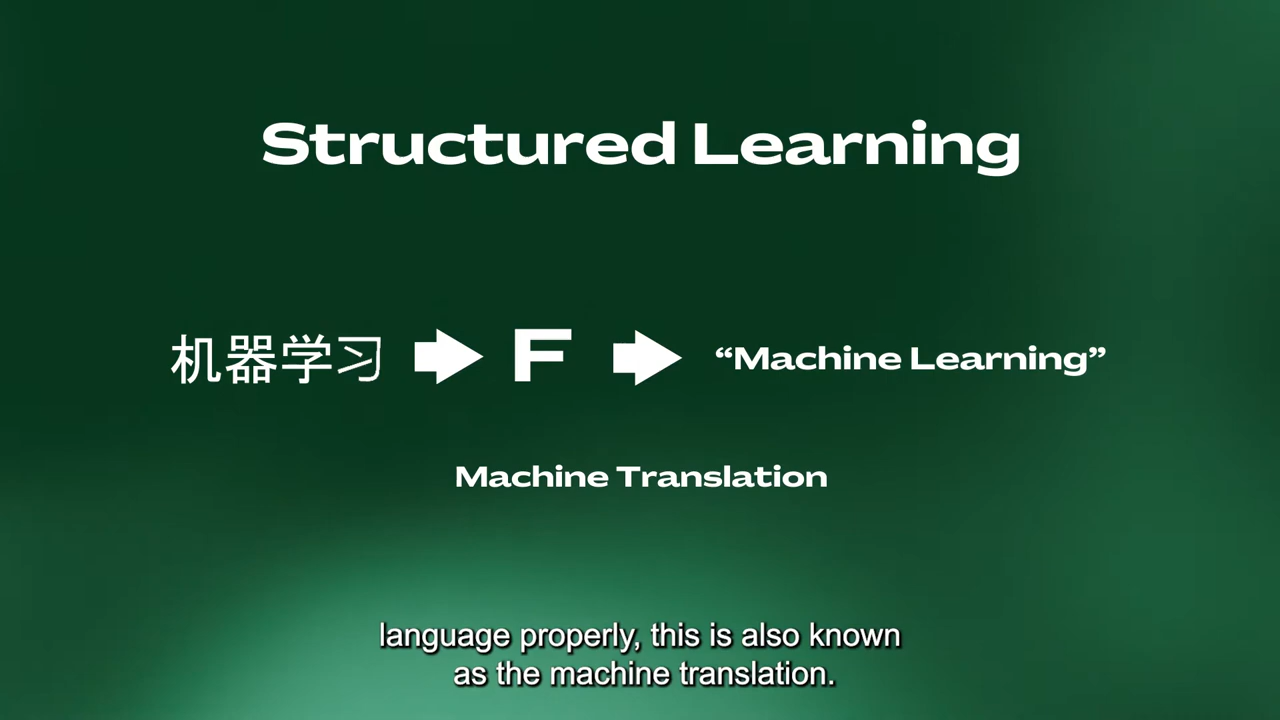 Structured Learning
机器学习 F “Machine Learning”
Machine Translation
language properly, this is also known
as the machine translation.